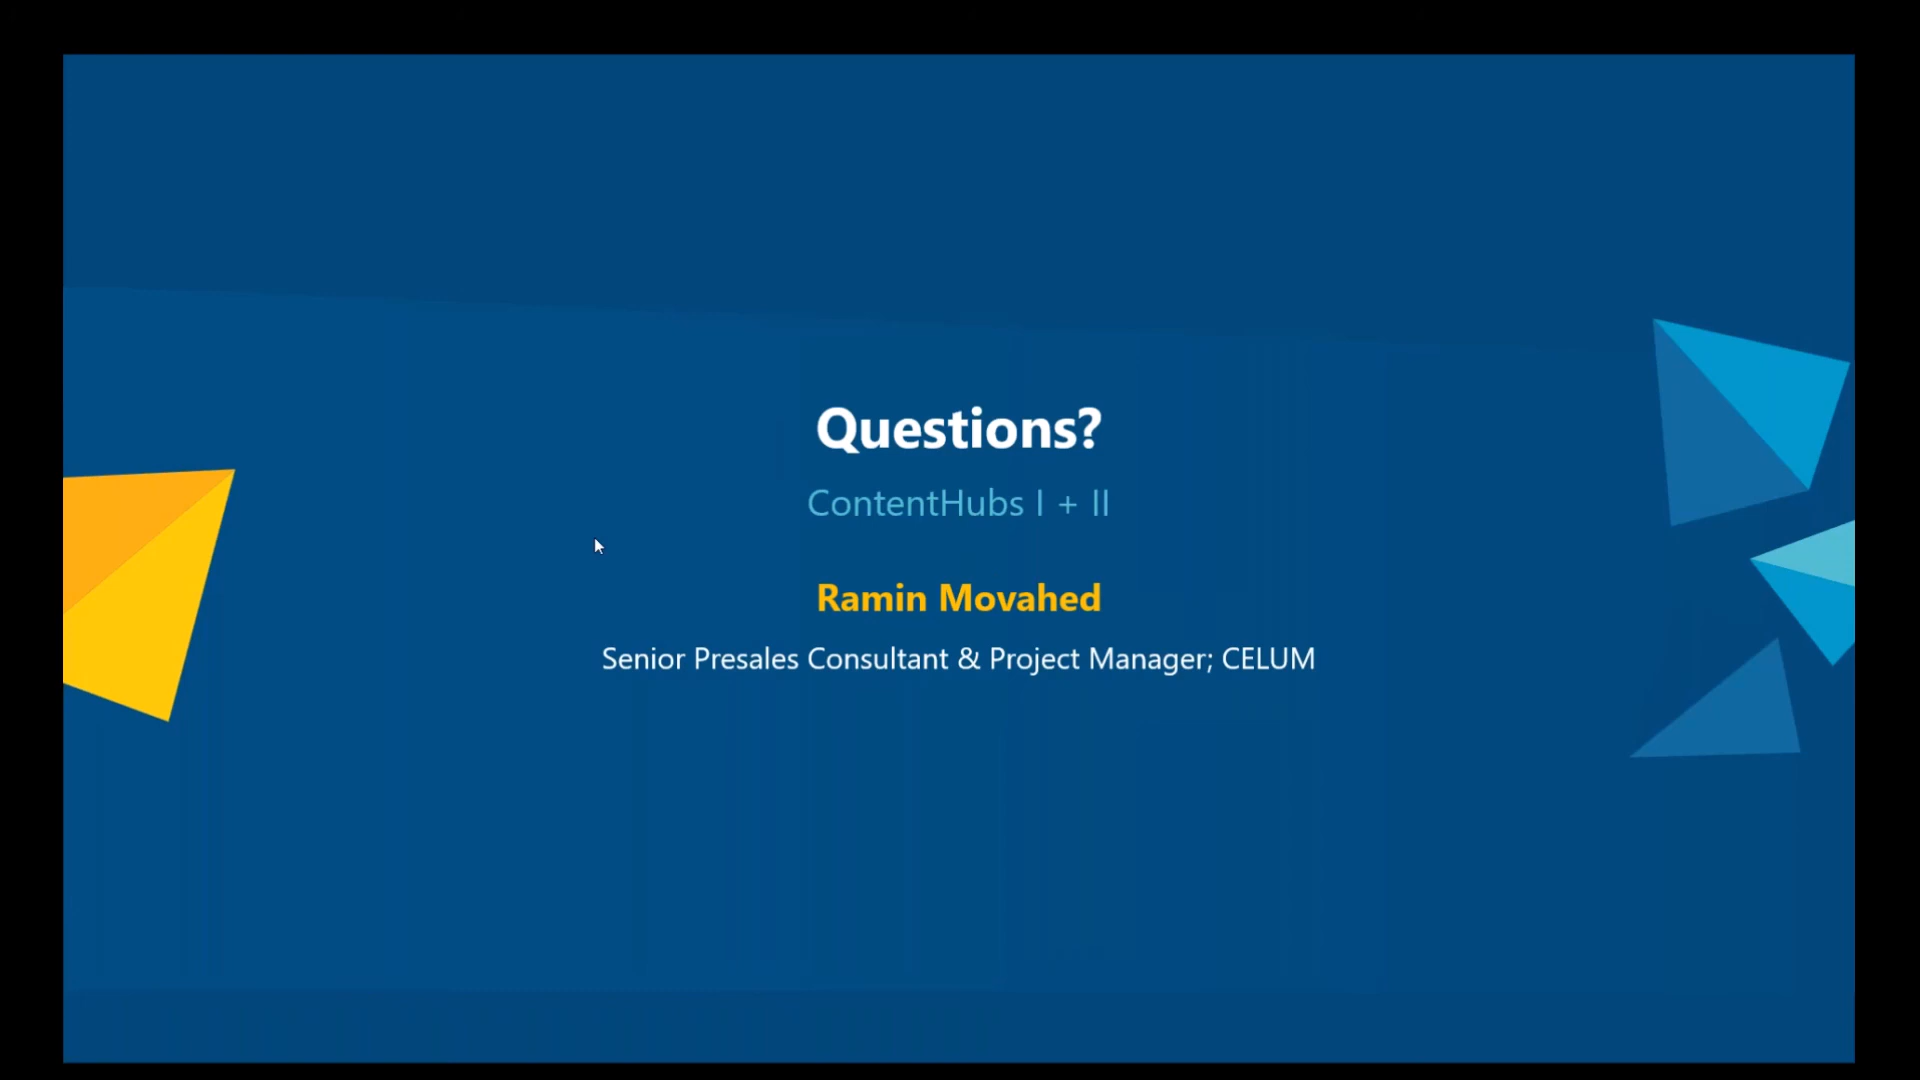 Questions?
ContentHubs I + II
Ramin Movahed
Senior Presales Consultant & Project Manager; CELUM